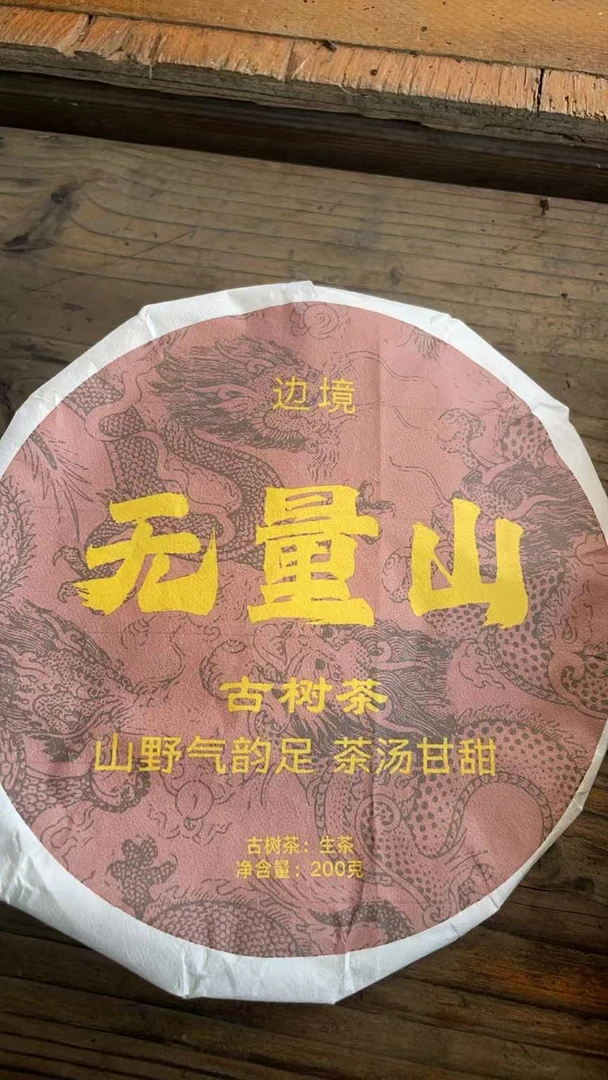 边境
无量山
古树茶
山野气韵足 茶汤甘甜
古树茶：生茶
净含量：200克